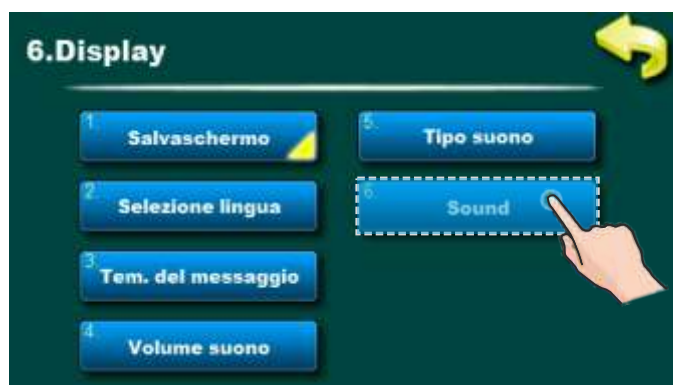 6.Display
1. Salvaschermo
2. Selezione lingua
3. Tem. del messaggio
4. Volume suono
5. Tipo suono
6. Sound